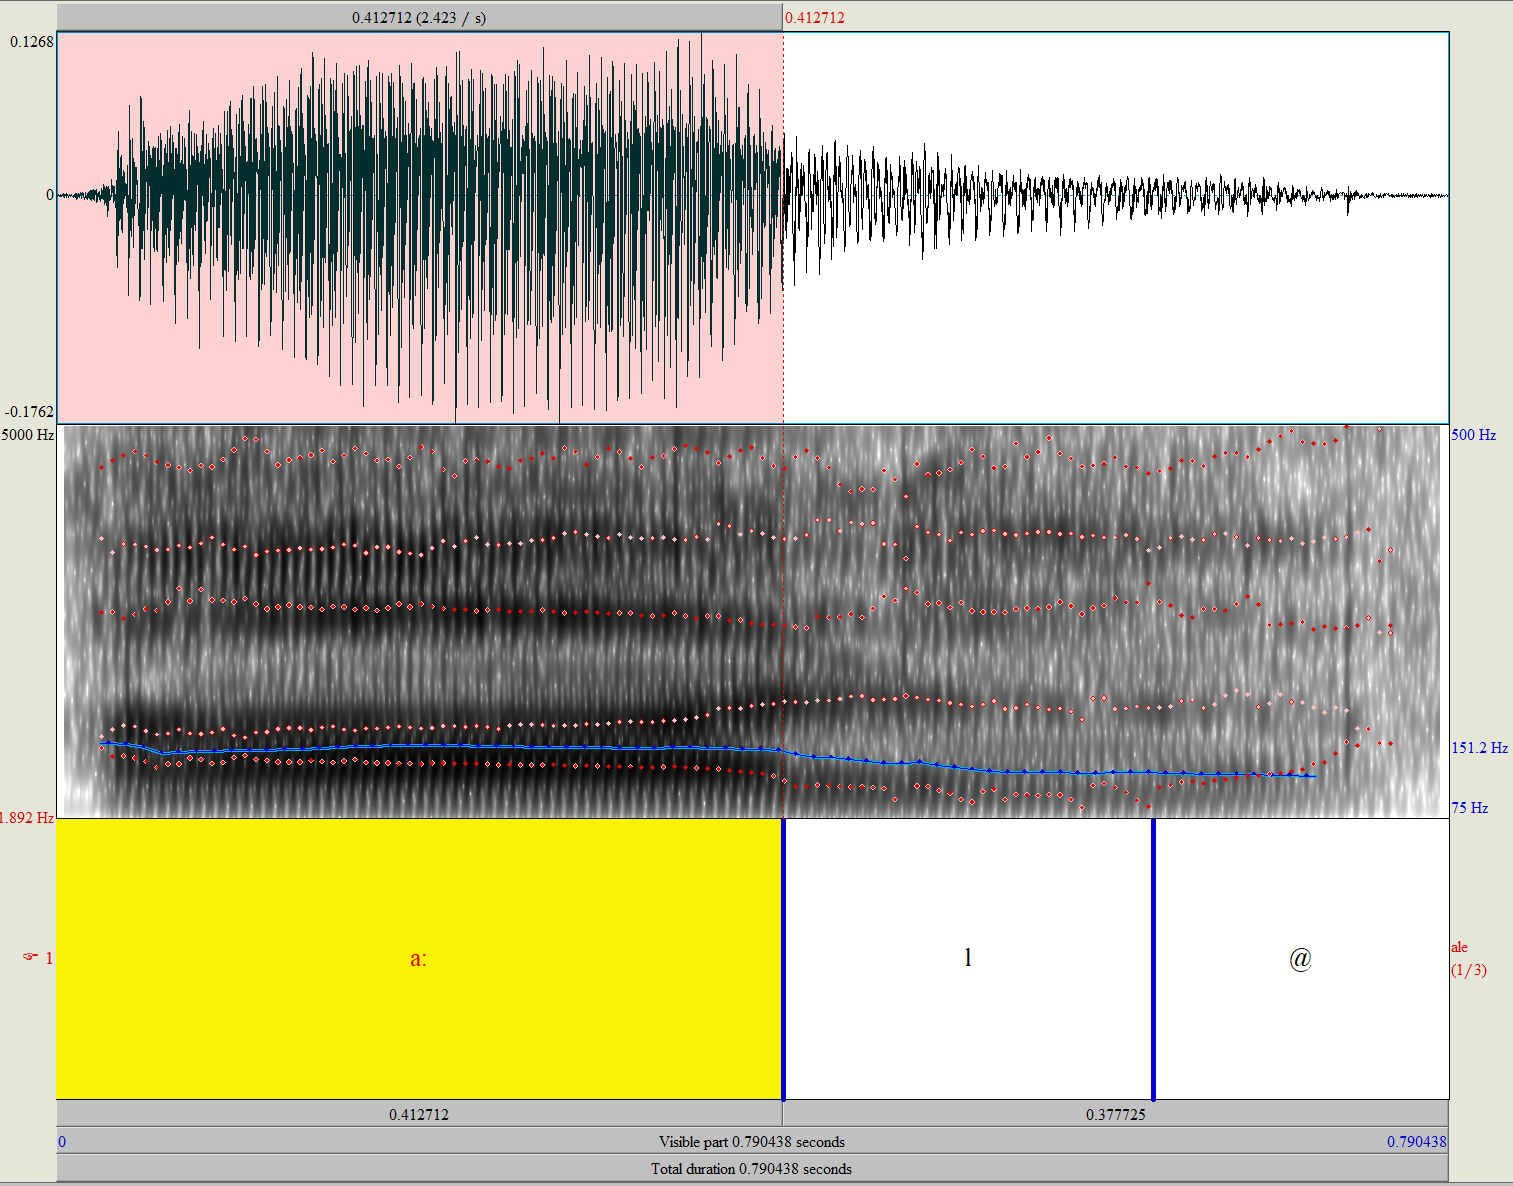 0.412712 (2.423 / s)
0.412712
0.1268
0
-0.1762
5000 Hz
500 Hz
151.2 Hz
1.892 Hz
75 Hz
☞ 1
a:
l
@
ale
(1/3)
0.412712
0.377725
0
Visible part 0.790438 seconds
0.790438
Total duration 0.790438 seconds